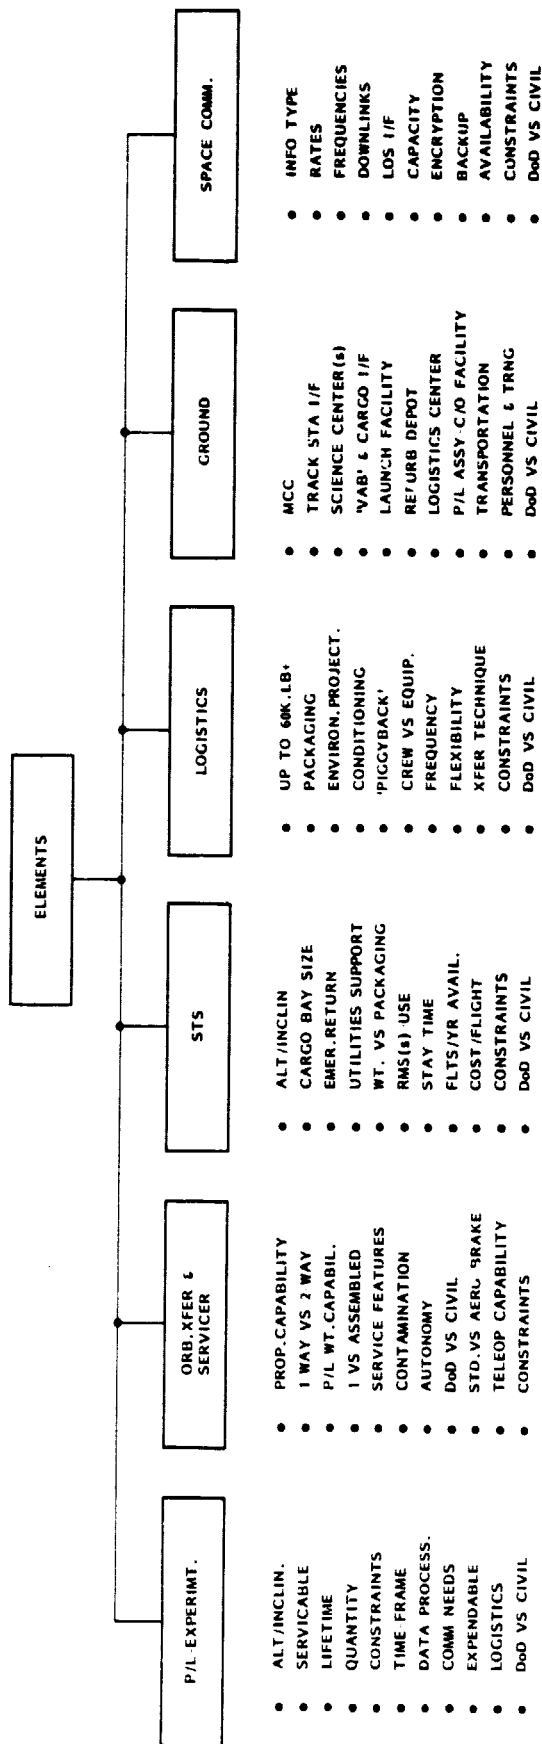 ELEMENTS
P/L-EXPERIMT.
ALT/INCLIN.
SERVICABLE
LIFETIME
QUANTITY
CONSTRAINTS
TIME-FRAME
DATA PROCESS.
COMM NEEDS
EXPENDABLE
LOGISTICS
DoD VS CIVIL
ORB.XFER &
SERVICER
PROP.CAPABILITY
1 WAY VS 2 WAY
P/L WT.CAPABIL.
1 VS ASSEMBLED
SERVICE FEATURES
CONTAMINATION
AUTONOMY
DoD VS CIVIL
STD.VS AERO BRAKE
TELEOP CAPABILITY
CONSTRAINTS
STS
ALT/INCLIN
CARGO BAY SIZE
EMER.RETURN
UTILITIES SUPPORT
WT. VS PACKAGING
RMS(s) USE
STAY TIME
FLTS/YR AVAIL.
COST/FLIGHT
CONSTRAINTS
DoD VS CIVIL
LOGISTICS
UP TO 60K.LB+
PACKAGING
ENVIRON.PROJECT.
CONDITIONING
'PIGGYBACK'
CREW VS EQUIP.
FREQUENCY
FLEXIBILITY
XFER TECHNIQUE
CONSTRAINTS
DoD VS CIVIL
GROUND
MCC
TRACK STA I/F
SCIENCE CENTER(s)
'VAB' & CARGO I/F
LAUNCH FACILITY
REFURB DEPOT
LOGISTICS CENTER
P/L ASSY-C/O FACILITY
TRANSPORTATION
PERSONNEL & TRNG
DoD VS CIVIL
SPACE COMM.
INFO TYPE
RATES
FREQUENCIES
DOWNLINKS
LOS I/F
CAPACITY
ENCRYPTION
BACKUP
AVAILABILITY
CONSTRAINTS
DoD VS CIVIL